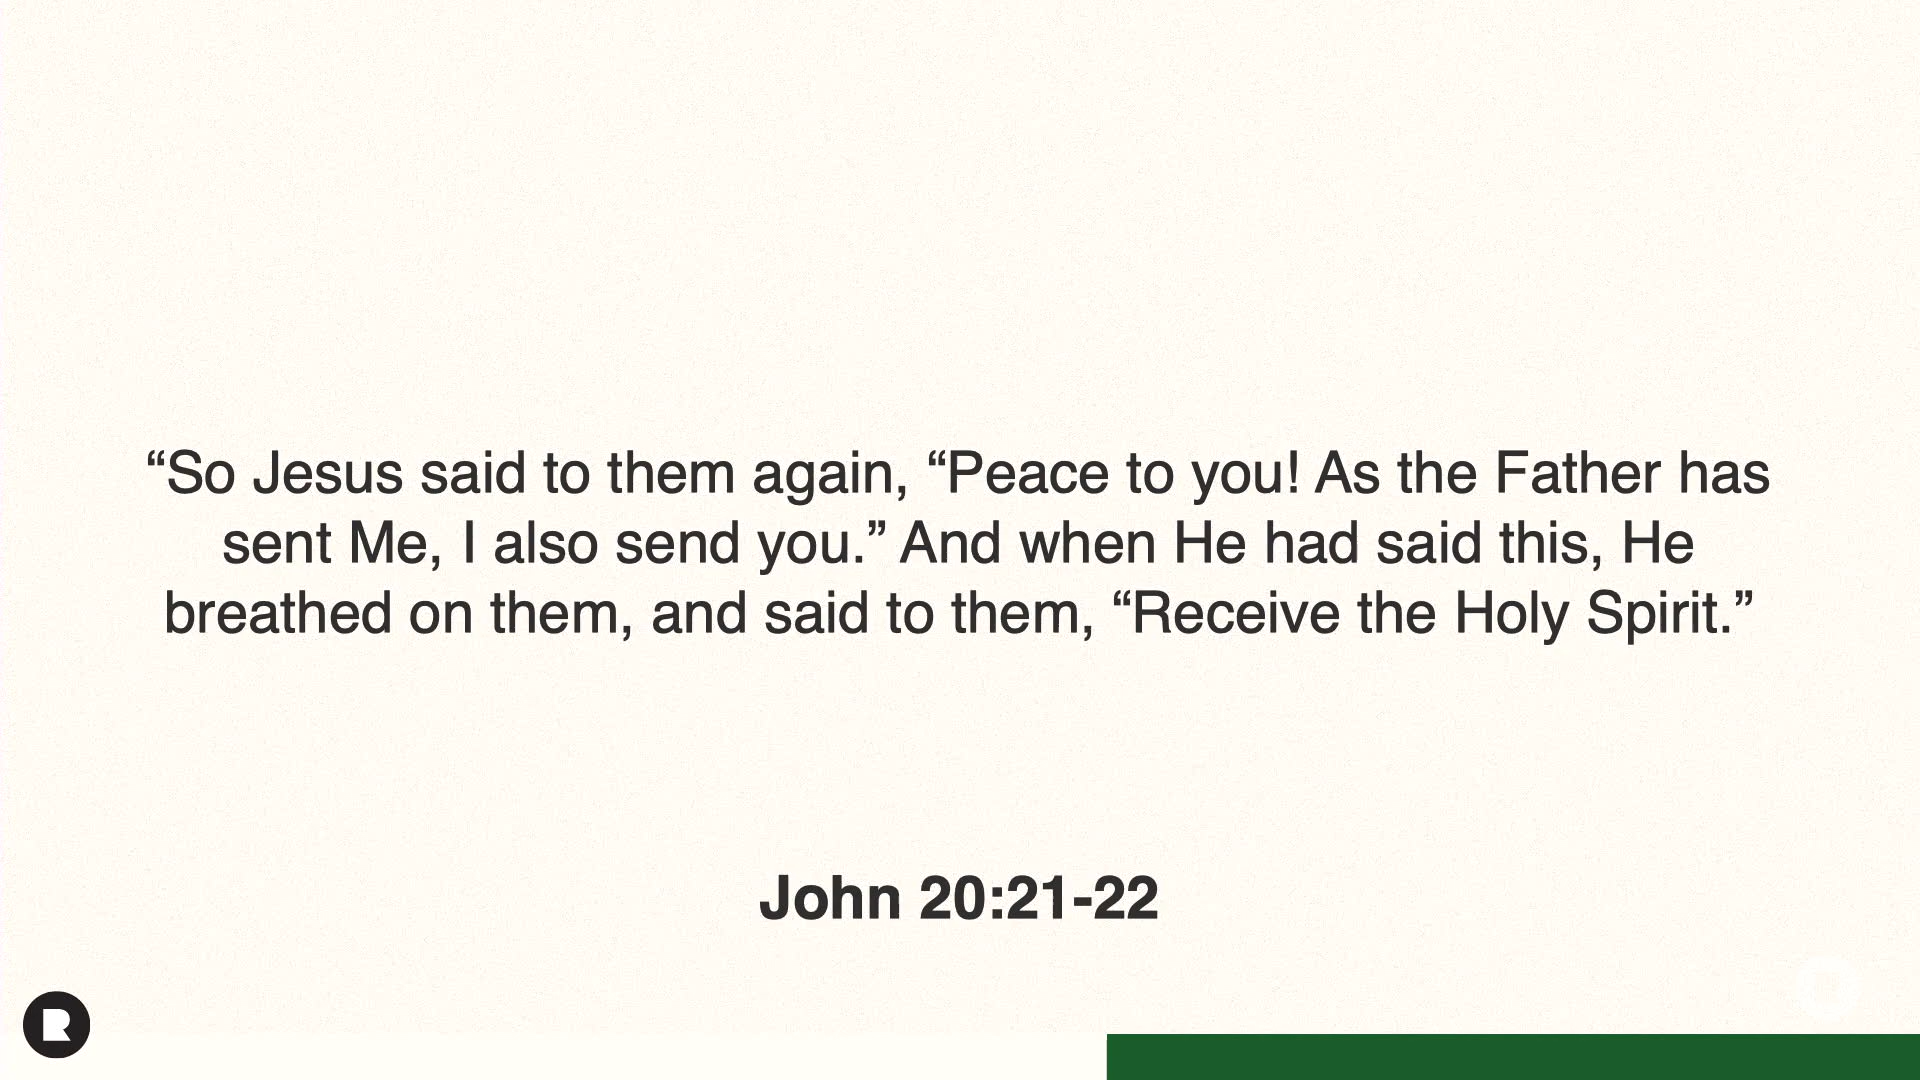 “So Jesus said to them again, “Peace to you! As the Father has
sent Me, I also send you.” And when He had said this, He
breathed on them, and said to them, “Receive the Holy Spirit.”
John 20:21-22
R